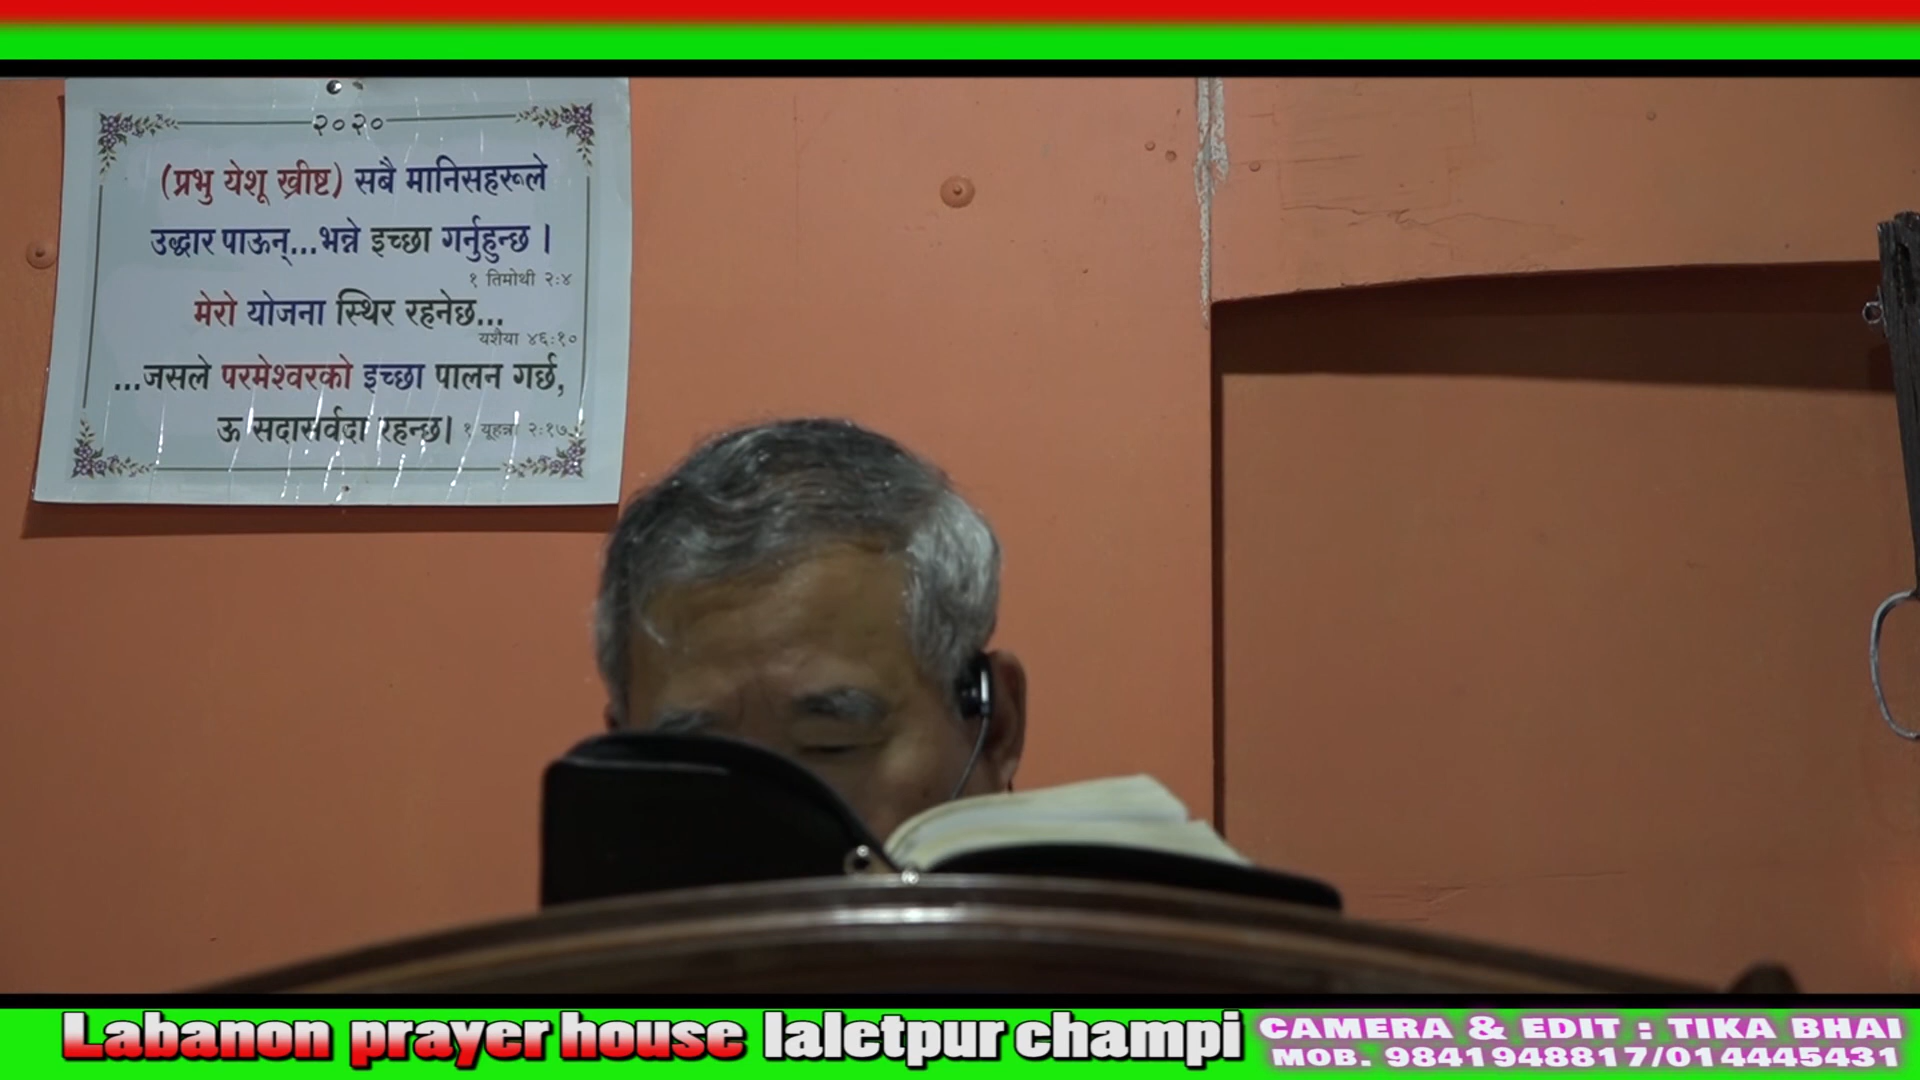 २०२०
(प्रभु येशू ख्रीष्ट) सबै मानिसहरूले
उद्धार पाऊन्...भन्ने इच्छा गर्नुहुन्छ ।
१ तिमोथी २:४
मेरो योजना स्थिर रहनेछ...
यशैया ४६:१०
...जसले परमेश्वरको इच्छा पालन गर्छ,
ऊ सदासर्वदा रहन्छ। १ यूहन्ना २:१७
Labanon prayer house laletpur champi
CAMERA & EDIT : TIKA BHAI
MOB. 9841948817/014445431